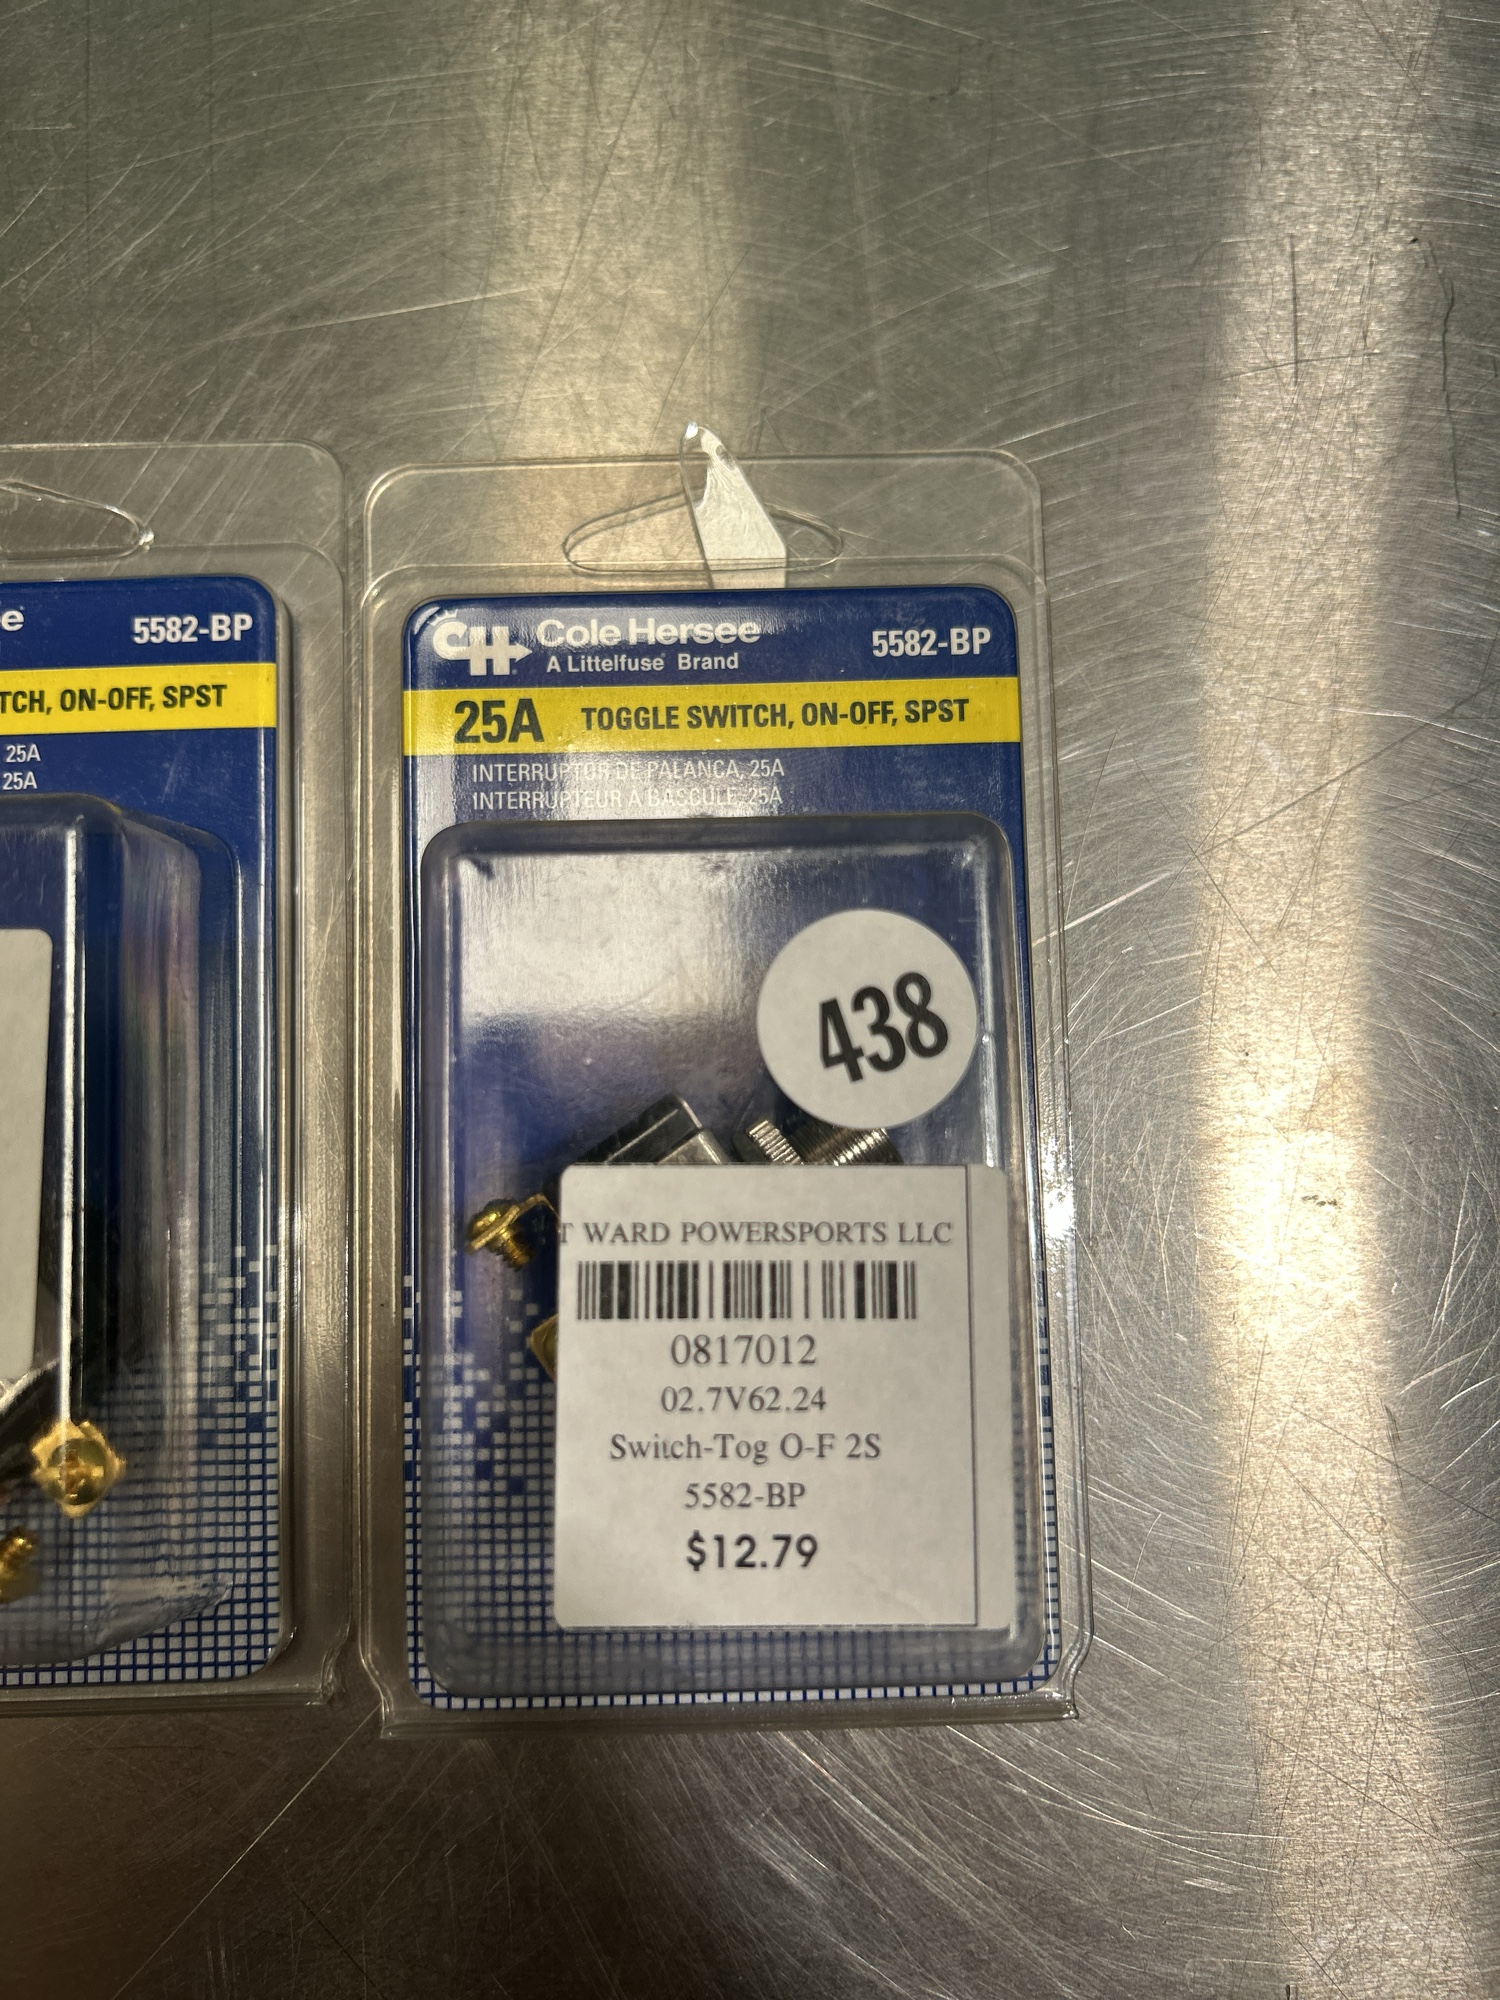 e
5582-BP
TCH, ON-OFF, SPST
25A
25A
CH
Cole Hersee
A Littelfuse Brand
5582-BP
25A TOGGLE SWITCH, ON-OFF, SPST
INTERRUPTOR DE PALANCA, 25A
INTERRUPTEUR À BASCULE, 25A
438
T WARD POWERSPORTS LLC
0817012
02.7V62.24
Switch-Tog O-F 2S
5582-BP
$12.79